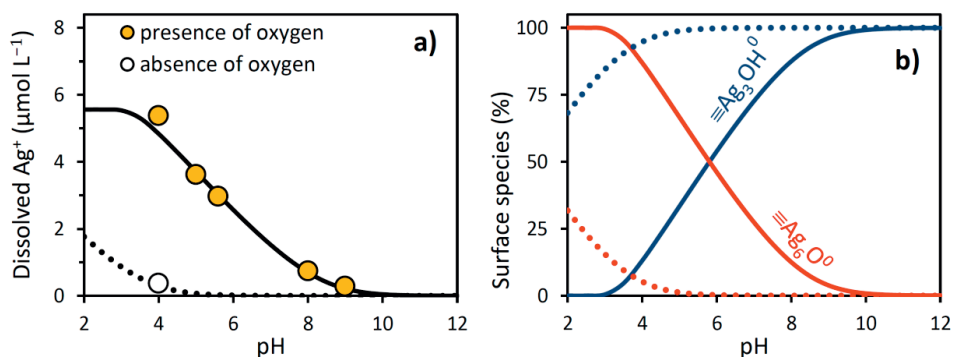 a)
presence of oxygen
absence of oxygen
Dissolved Ag⁺ (μmol L⁻¹)
8
6
4
2
0
2 4 6 8 10 12
pH
b)
Surface species (%)
100
75
50
25
0
≡Ag₃OH⁰
≡Ag₆O⁰
2 4 6 8 10 12
pH